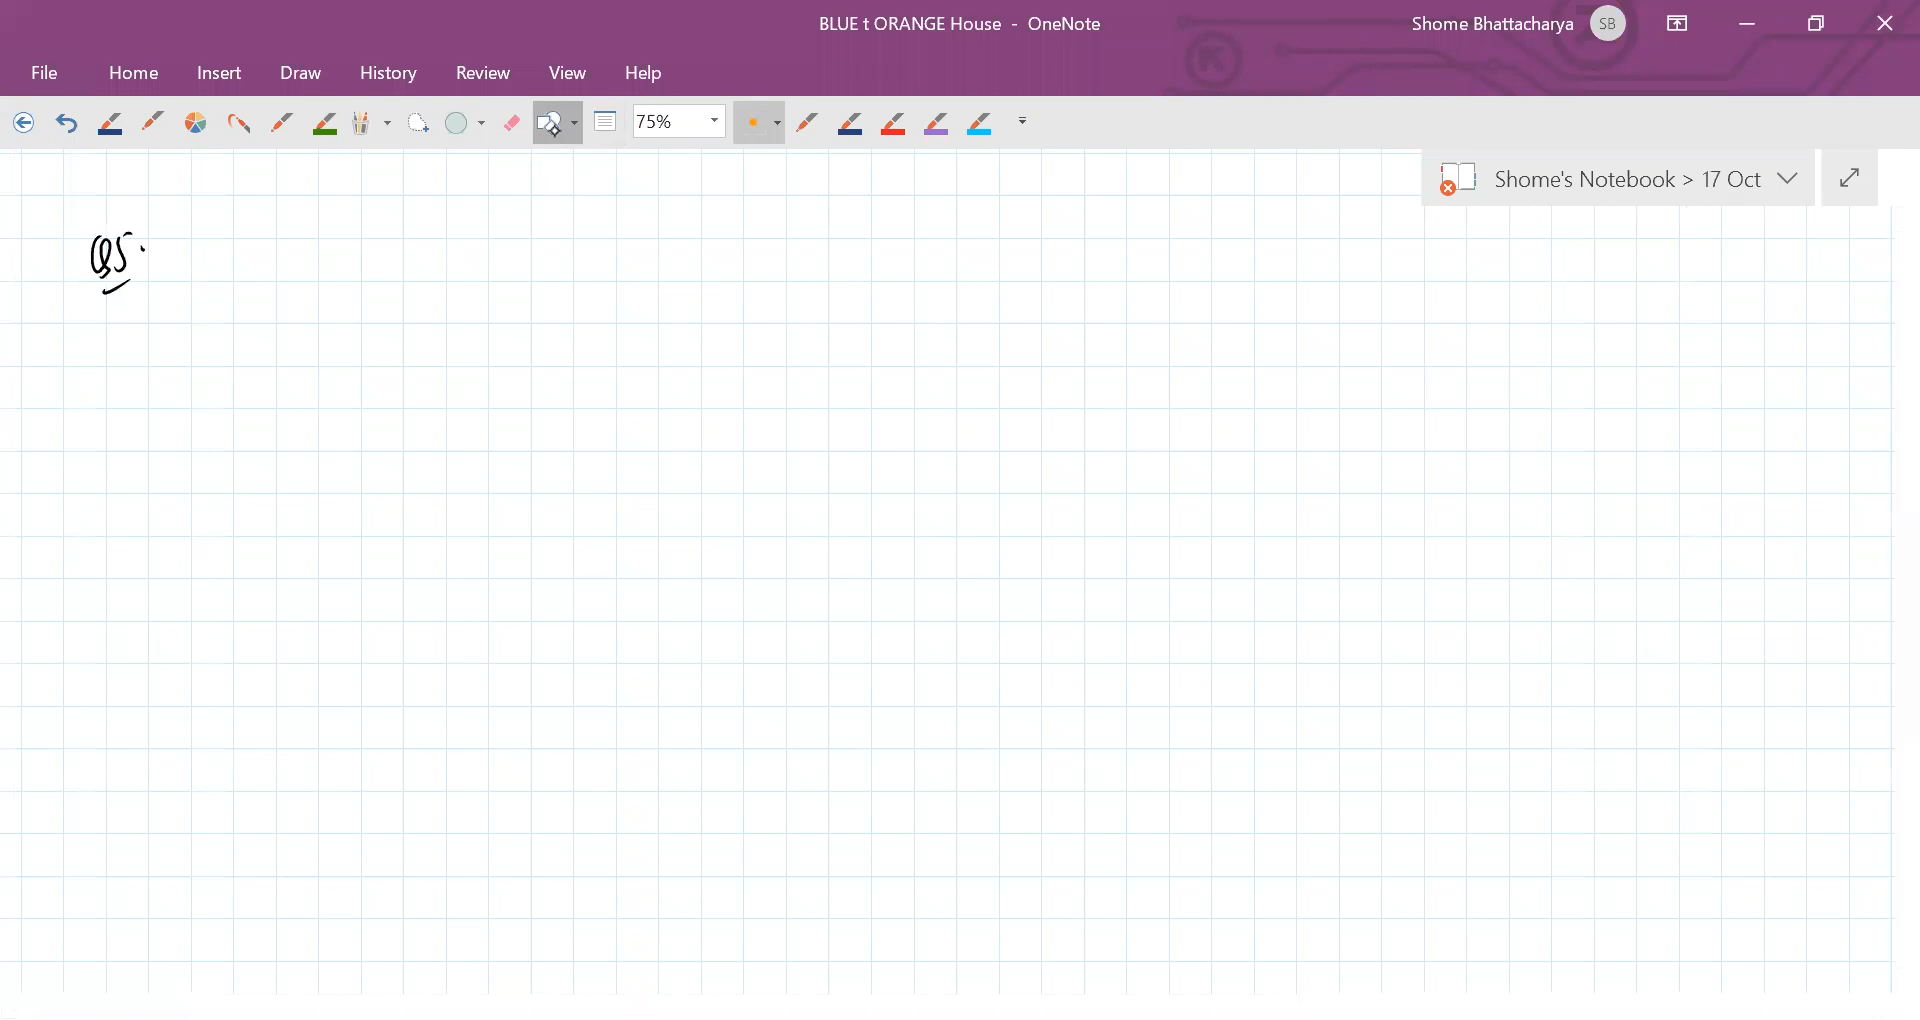 BLUE t ORANGE House - OneNote
Shome Bhattacharya SB
File Home Insert Draw History Review View Help
75%
Shome's Notebook > 17 Oct
Q5.